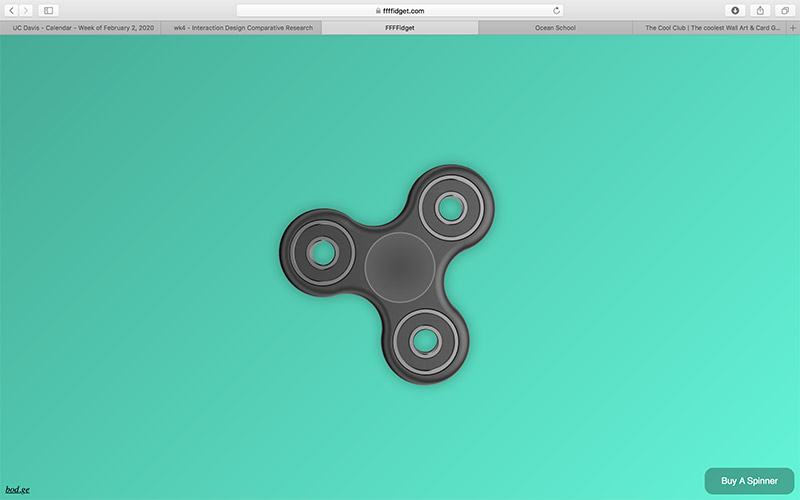 ffffidget.com
UC Davis - Calendar - Week of February 2, 2020
wk4 - Interaction Design Comparative Research
FFFFidget
Ocean School
The Cool Club | The coolest Wall Art & Card G...
bod.ge
Buy A Spinner